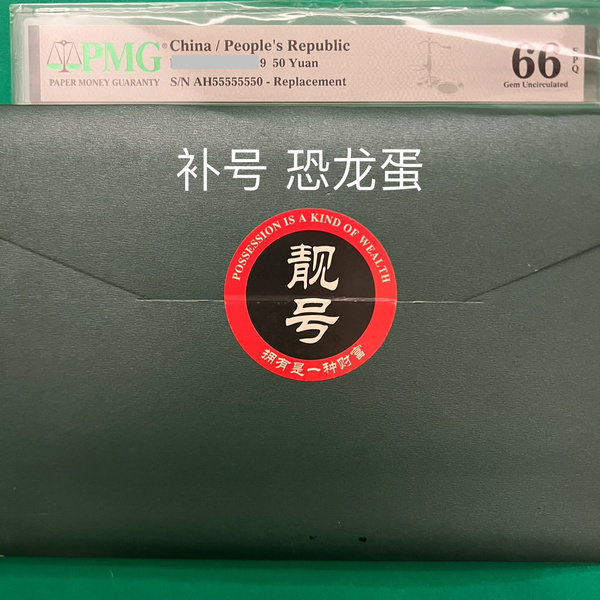 PMG
PAPER MONEY GUARANTY
China / People's Republic
9 50 Yuan
S/N AH55555550 - Replacement
66
EPQ
Gem Uncirculated
补号 恐龙蛋
POSSESSION IS A KIND OF WEALTH
靓号
拥有是一种财富